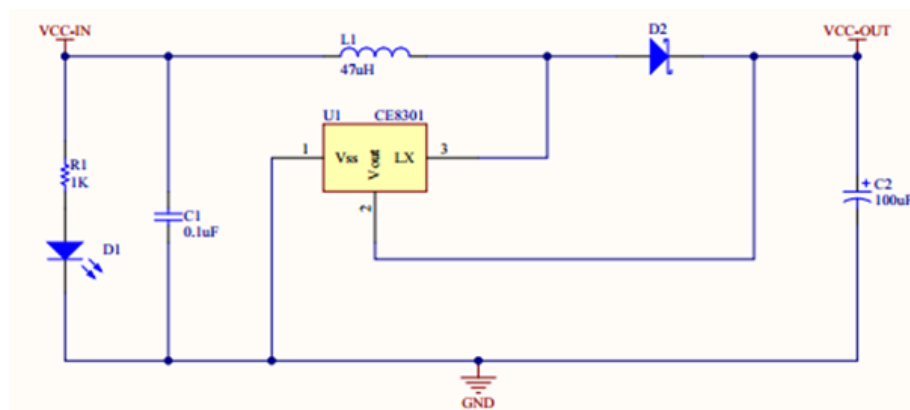 VCC-IN
VCC-OUT
D2
L1
47uH
U1
CE8301
1
Vss
Vout
LX
3
2
R1
1K
C1
0.1uF
D1
C2
100uF
GND